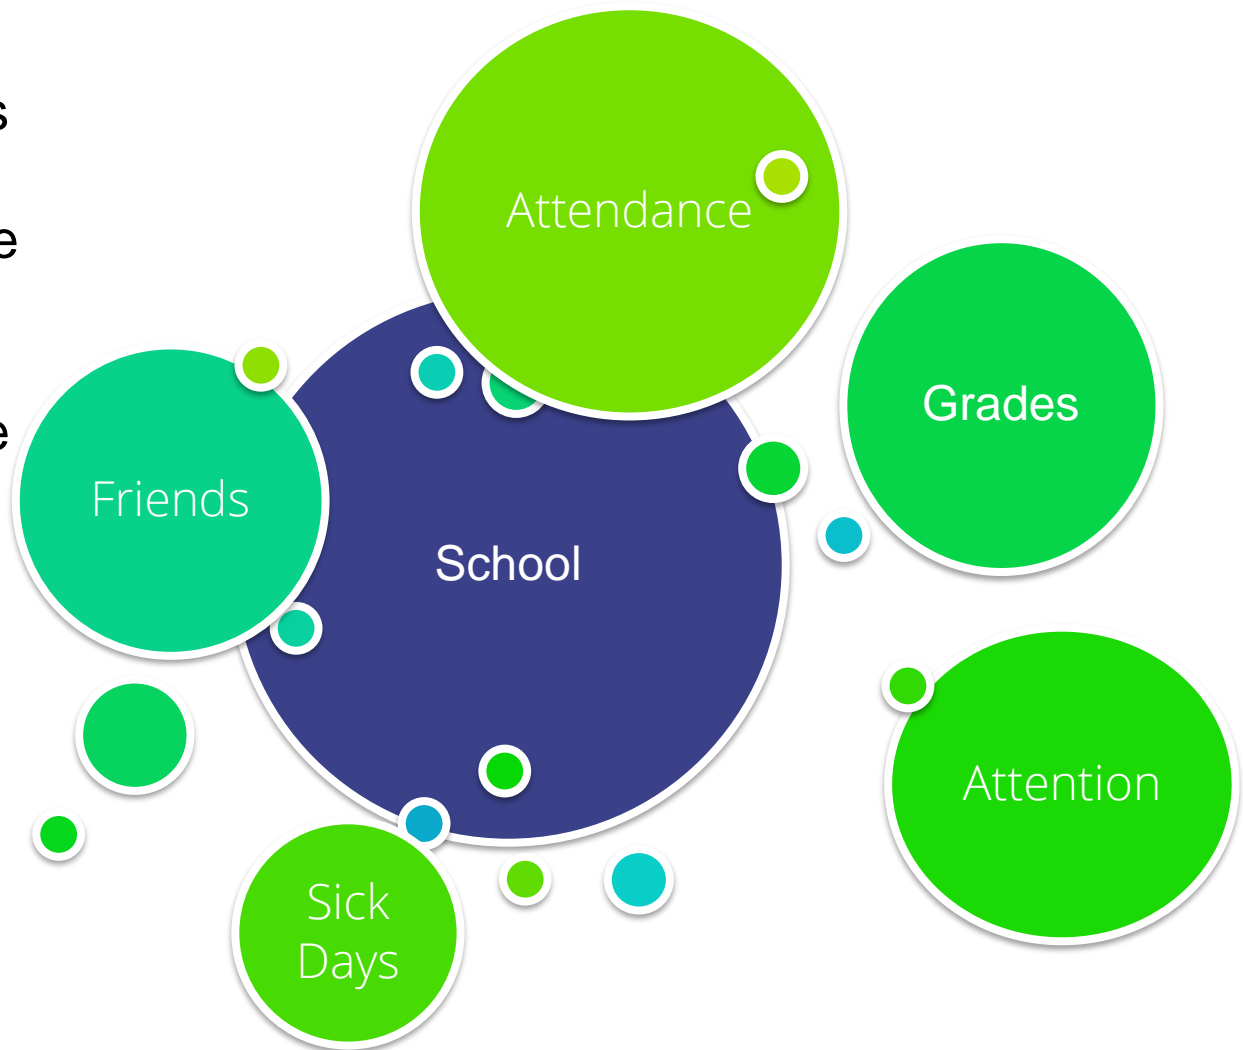 s
Attendance
e
Grades
e
Friends
School
Attention
Sick
Days